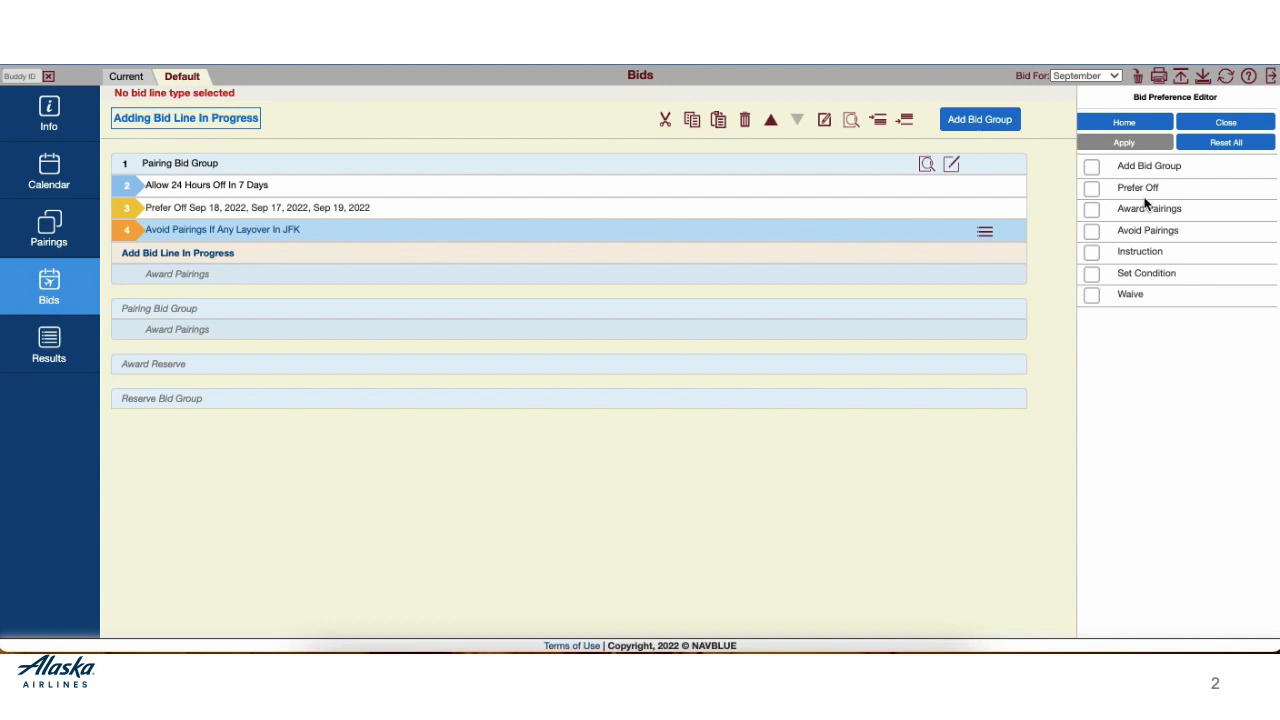 Buddy ID
Current
Default
Bids
Bid For:
September
No bid line type selected
Adding Bid Line In Progress
Add Bid Group
Info
Calendar
Pairings
Bids
Results
1 Pairing Bid Group
2 Allow 24 Hours Off In 7 Days
3 Prefer Off Sep 18, 2022, Sep 17, 2022, Sep 19, 2022
4 Avoid Pairings If Any Layover In JFK
Add Bid Line In Progress
Award Pairings
Pairing Bid Group
Award Pairings
Award Reserve
Reserve Bid Group
Bid Preference Editor
Home
Close
Apply
Reset All
Add Bid Group
Prefer Off
Award Pairings
Avoid Pairings
Instruction
Set Condition
Waive
Terms of Use | Copyright, 2022 © NAVBLUE
Alaska
AIRLINES
2